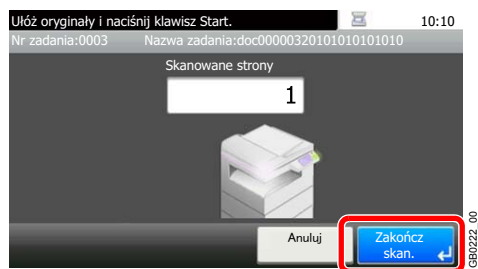 Ułóż oryginały i naciśnij klawisz Start.
10:10
Nr zadania:0003 Nazwa zadania:doc00000320101010101010
Skanowane strony
1
Anuluj
Zakończ
skan.
GB0222_00